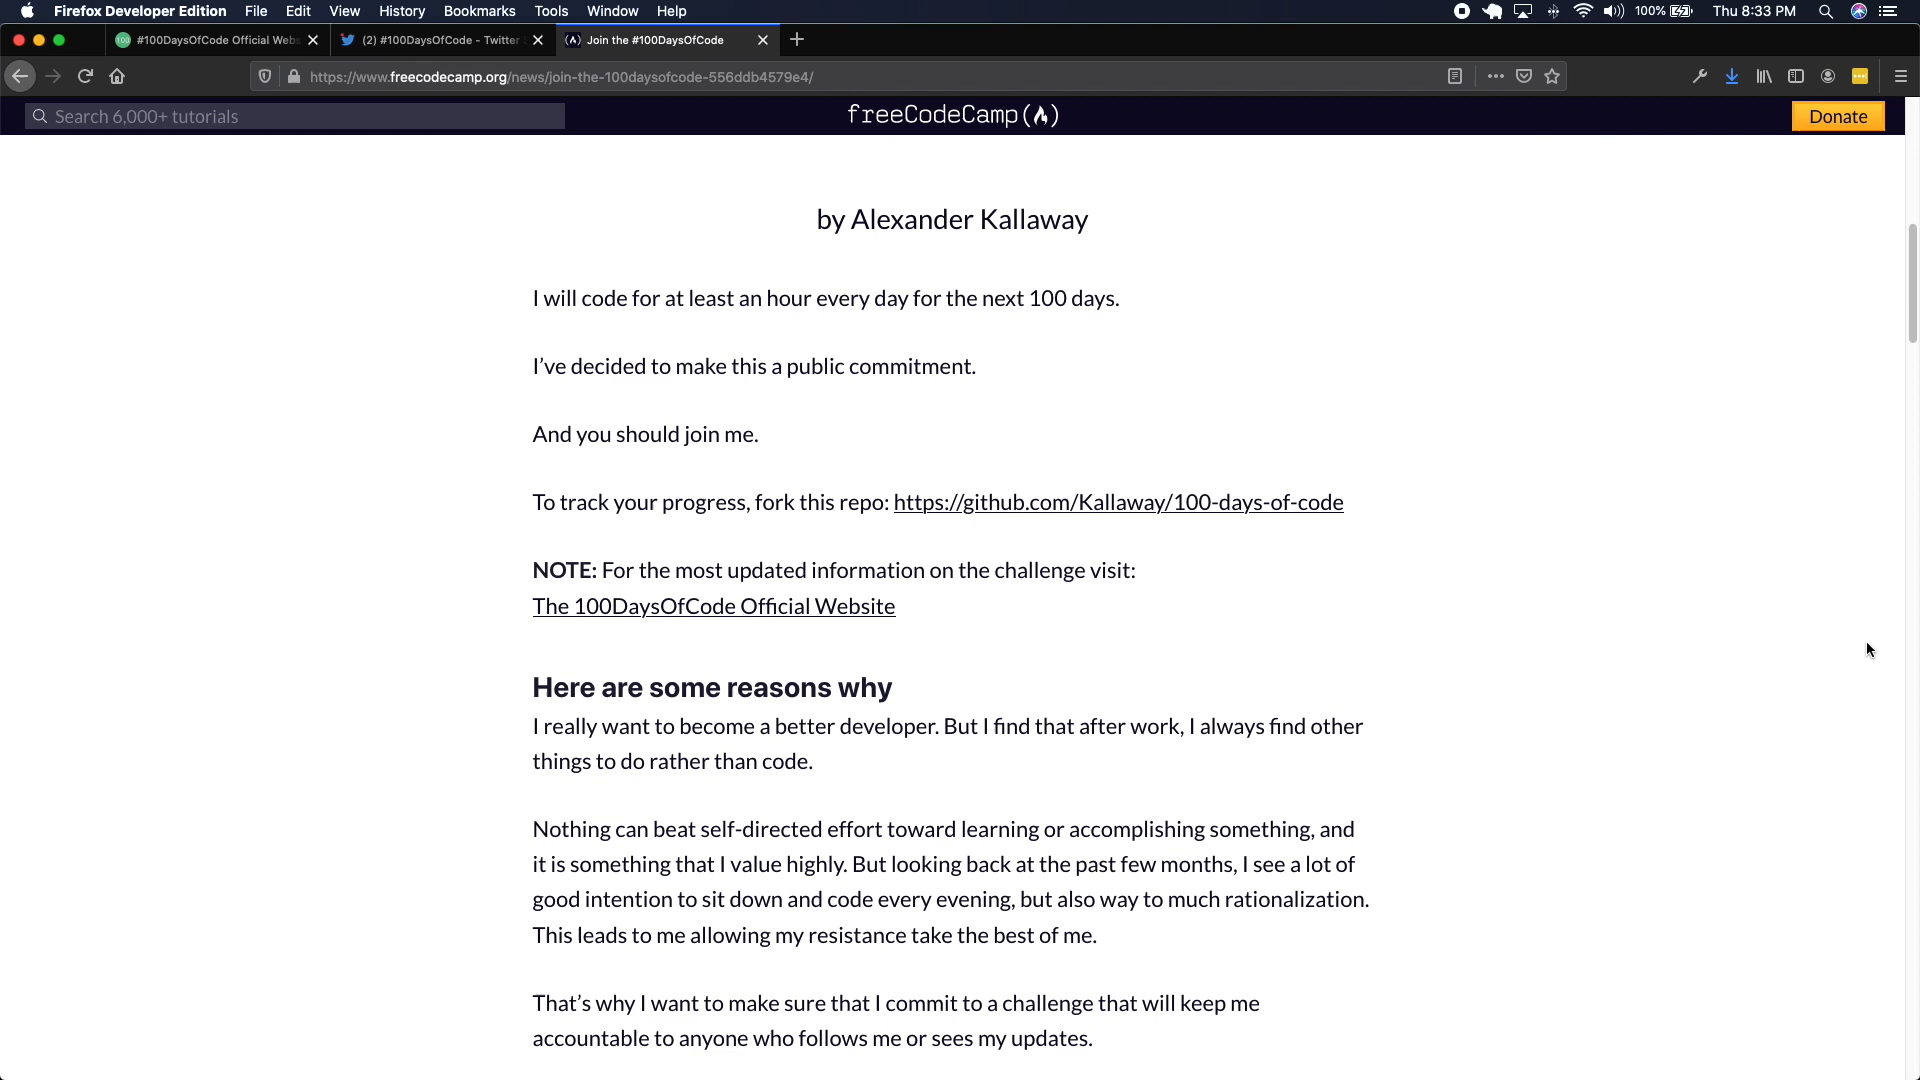 Firefox Developer Edition File Edit View History Bookmarks Tools Window Help 100% Thu 8:33 PM
#100DaysOfCode Official Web (2) #100DaysOfCode - Twitter Join the #100DaysOfCode
https://www.freecodecamp.org/news/join-the-100daysofcode-556ddb4579e4/
Search 6,000+ tutorials freeCodeCamp Donate
by Alexander Kallaway
I will code for at least an hour every day for the next 100 days.
I’ve decided to make this a public commitment.
And you should join me.
To track your progress, fork this repo: https://github.com/Kallaway/100-days-of-code
NOTE: For the most updated information on the challenge visit:
The 100DaysOfCode Official Website
Here are some reasons why
I really want to become a better developer. But I find that after work, I always find other
things to do rather than code.
Nothing can beat self-directed effort toward learning or accomplishing something, and
it is something that I value highly. But looking back at the past few months, I see a lot of
good intention to sit down and code every evening, but also way to much rationalization.
This leads to me allowing my resistance take the best of me.
That’s why I want to make sure that I commit to a challenge that will keep me
accountable to anyone who follows me or sees my updates.